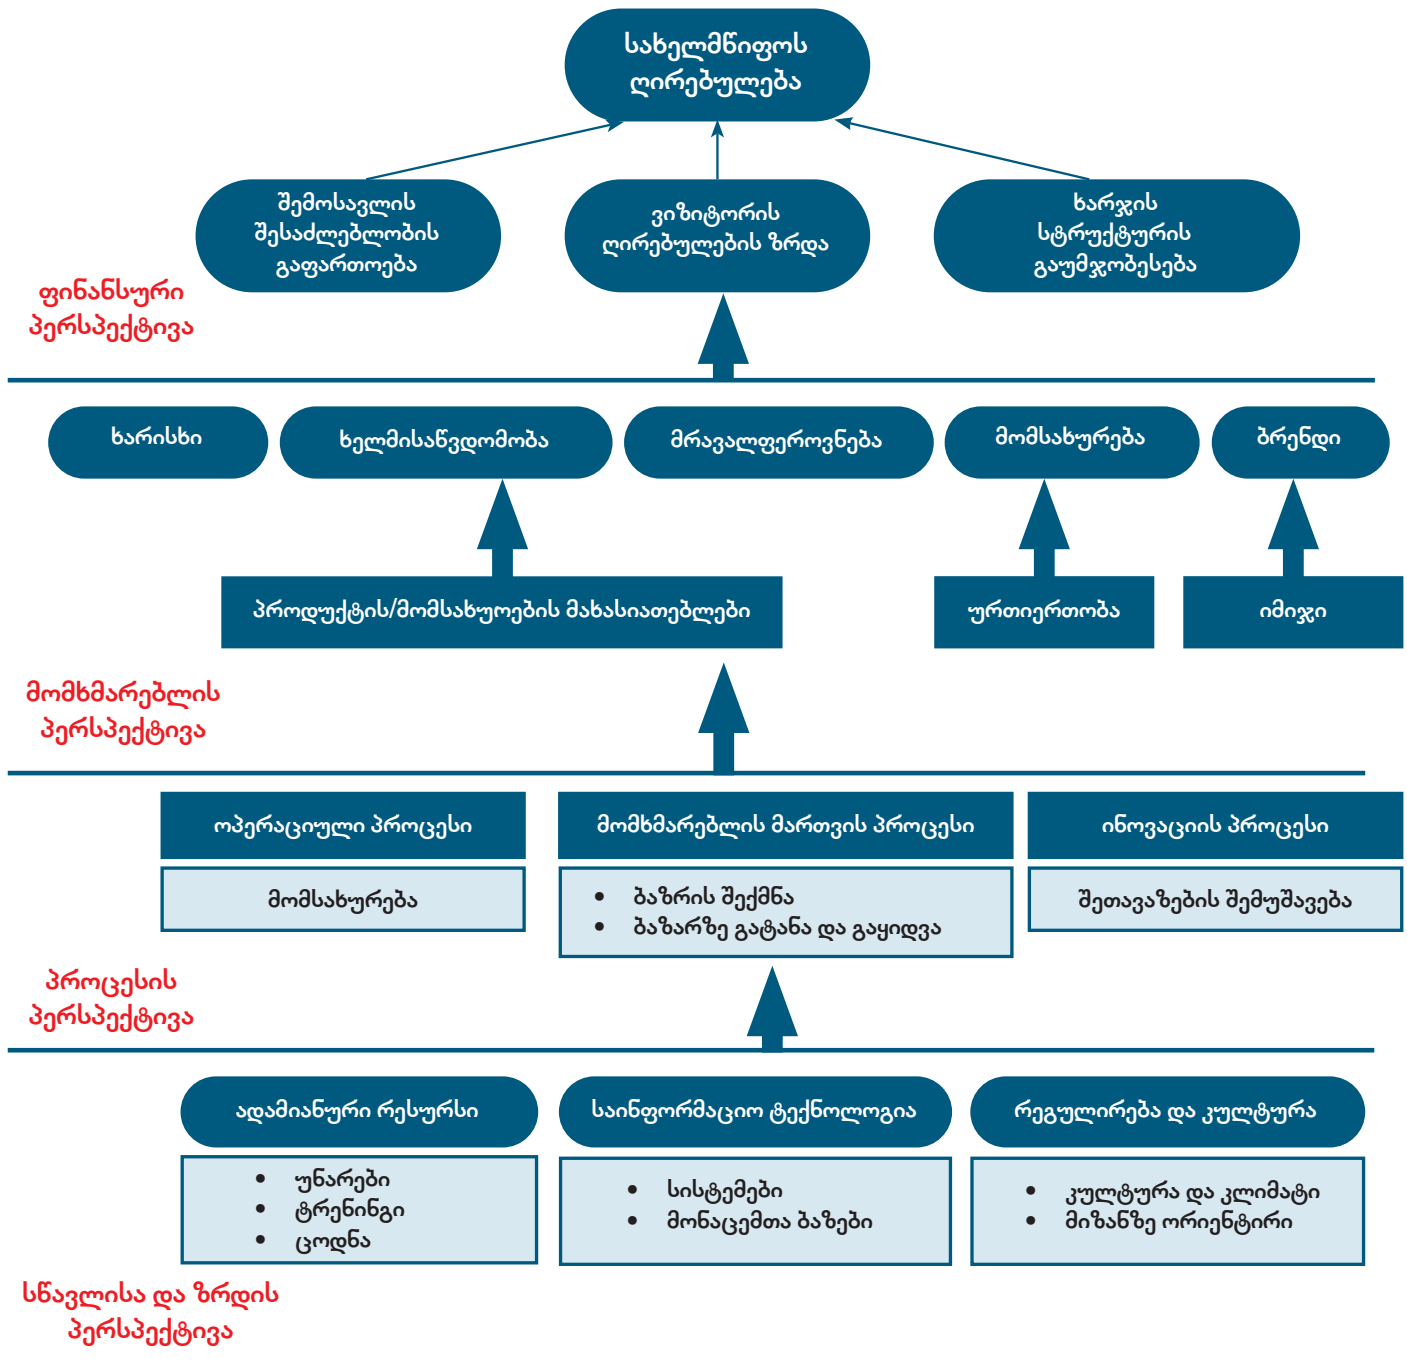 სახელმწიფოს
ღირებულება
შემოსავლის
შესაძლებლობის
გაფართოება
ვიზიტორის
ღირებულების ზრდა
ხარჯის
სტრუქტურის
გაუმჯობესება
ფინანსური
პერსპექტივა
ხარისხი
ხელმისაწვდომობა
მრავალფეროვნება
მომსახურება
ბრენდი
პროდუქტის/მომსახუოების მახასიათებლები
ურთიერთობა
იმიჯი
მომხმარებლის
პერსპექტივა
ოპერაციული პროცესი
მომხმარებლის მართვის პროცესი
ინოვაციის პროცესი
მომსახურება
• ბაზრის შექმნა
• ბაზარზე გატანა და გაყიდვა
შეთავაზების შემუშავება
პროცესის
პერსპექტივა
ადამიანური რესურსი
საინფორმაციო ტექნოლოგია
რეგულირება და კულტურა
• უნარები
• ტრენინგი
• ცოდნა
• სისტემები
• მონაცემთა ბაზები
• კულტურა და კლიმატი
• მიზანზე ორიენტირი
სწავლისა და ზრდის
პერსპექტივა